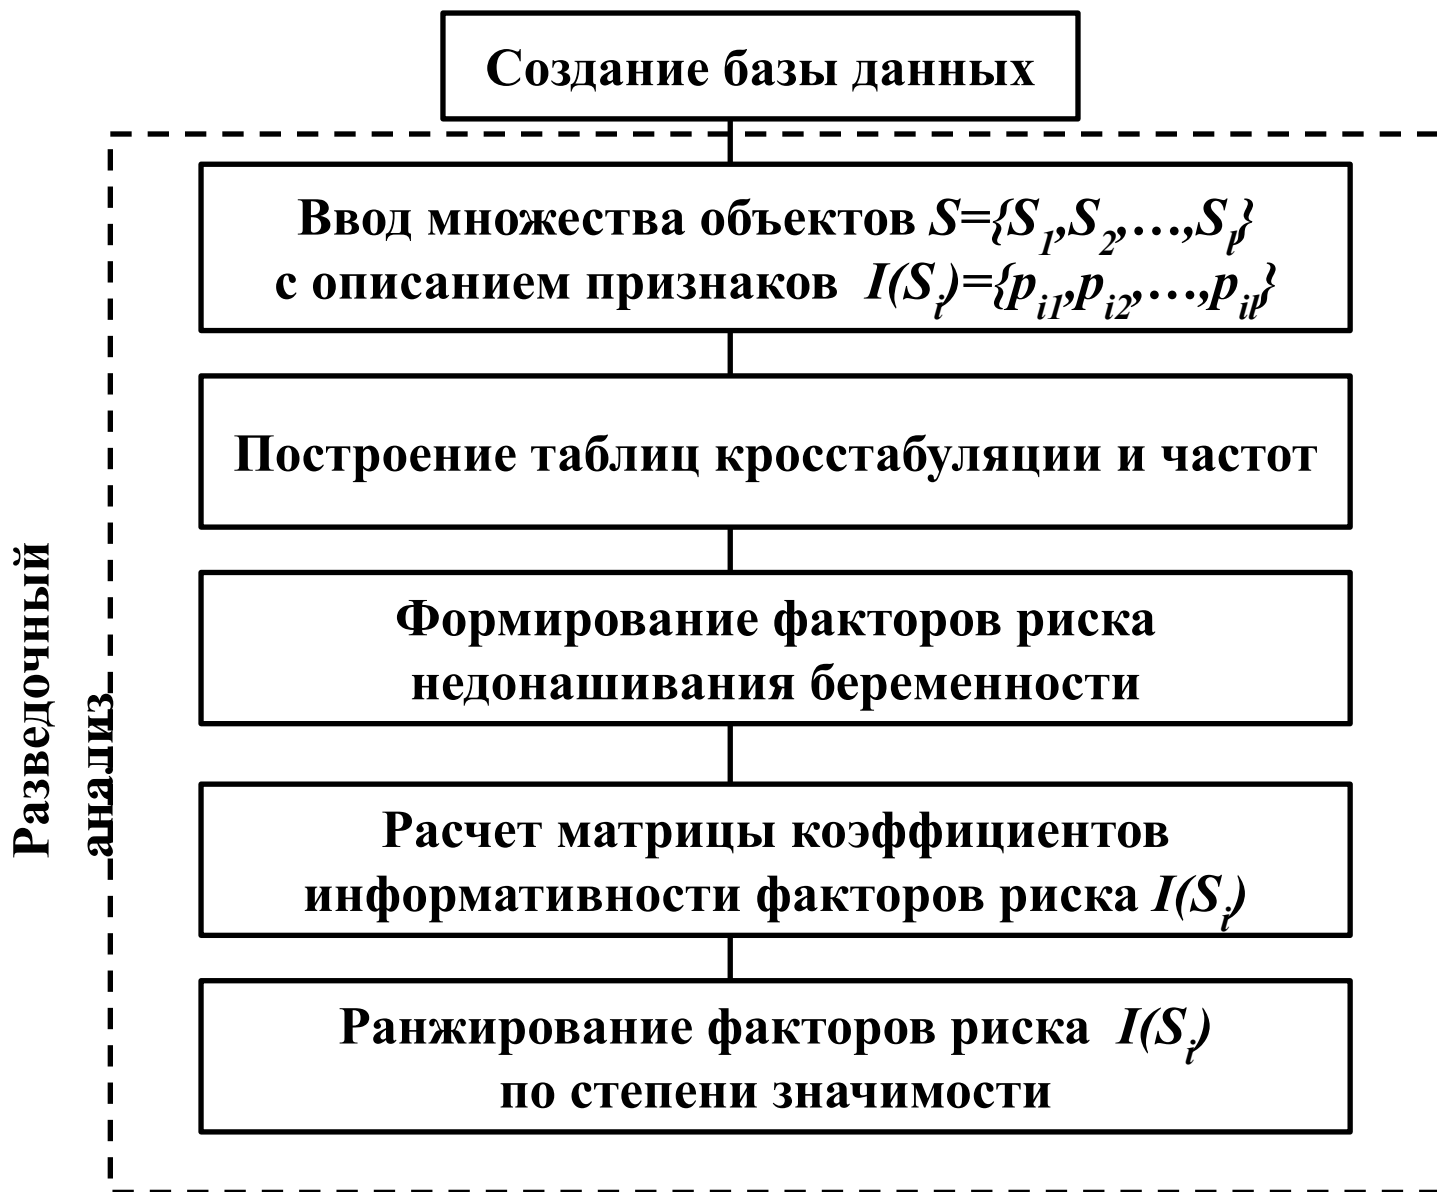 Создание базы данных
Ввод множества объектов S={S1,S2,…,Sl}
с описанием признаков I(Si)={pi1,pi2,…,pil}
Построение таблиц кросстабуляции и частот
Формирование факторов риска
недонашивания беременности
Расчет матрицы коэффициентов
информативности факторов риска I(Si)
Ранжирование факторов риска I(Si)
по степени значимости
Разведочный
анализ